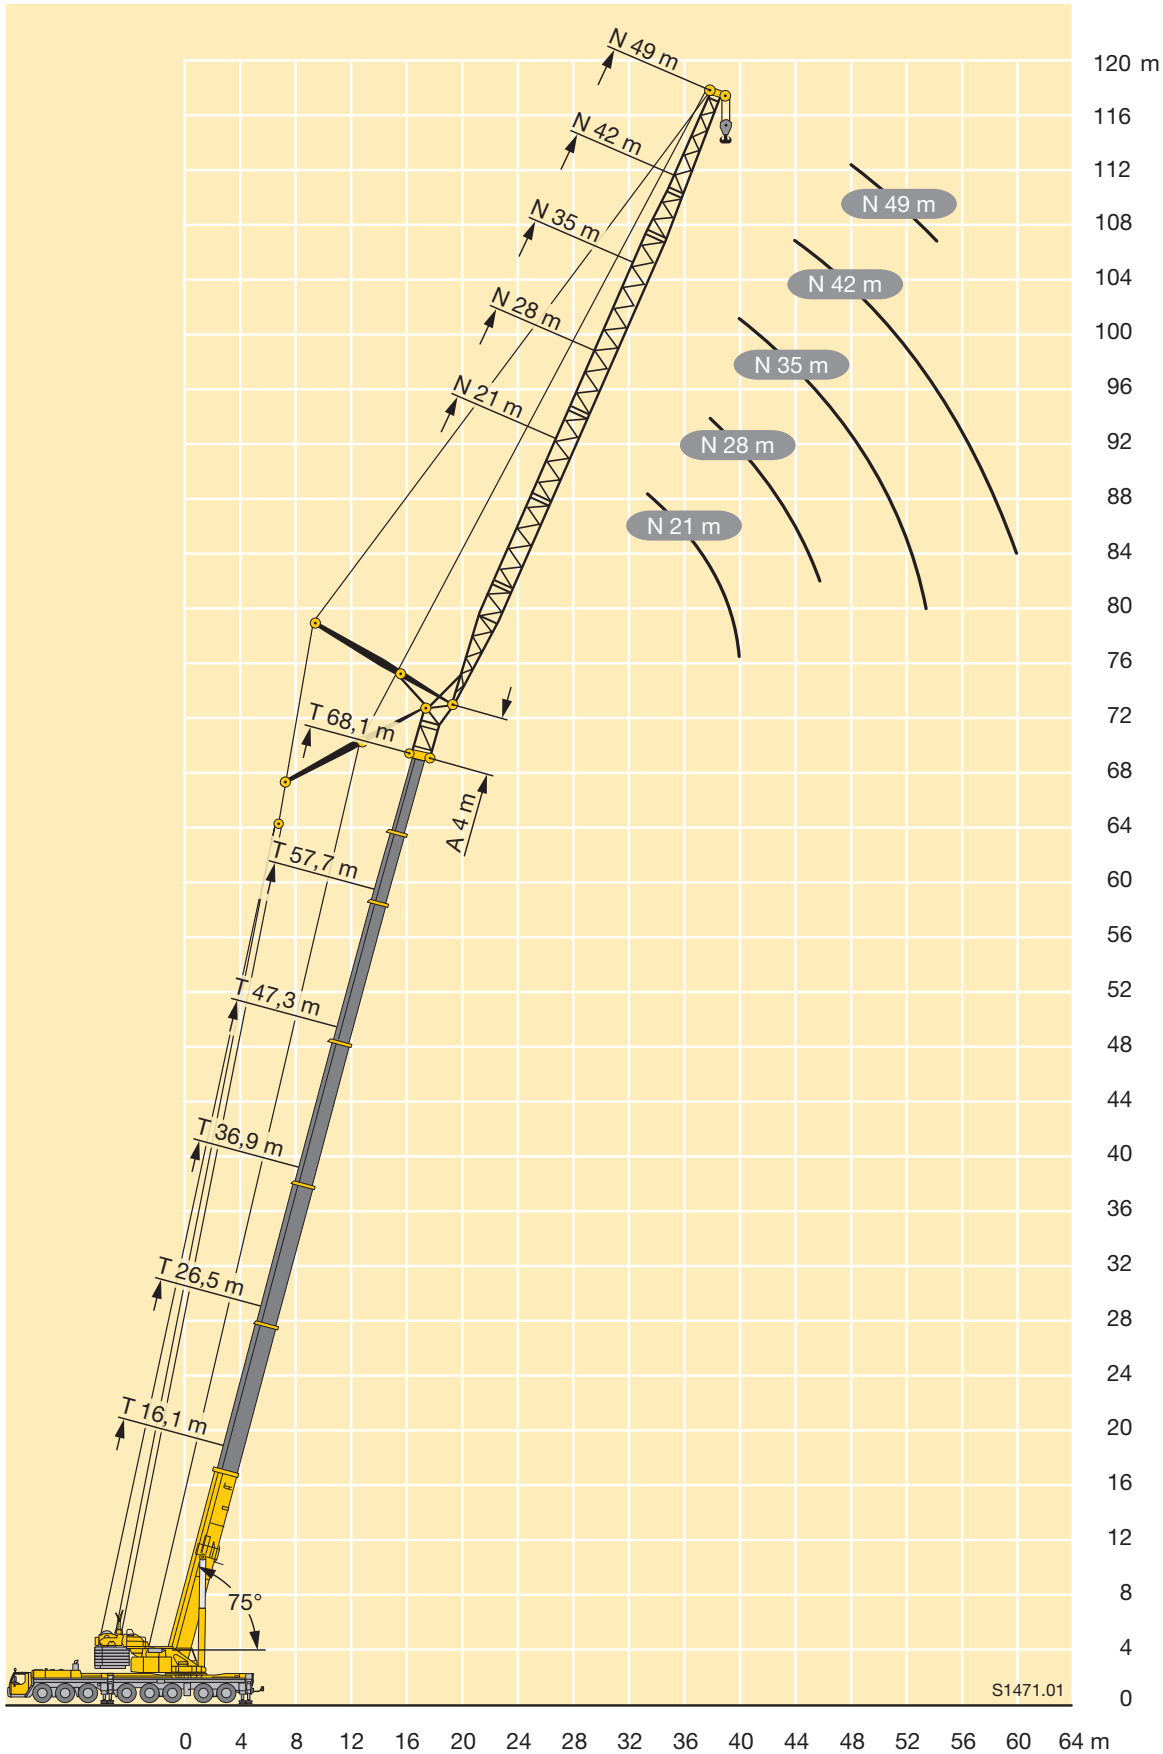 N 49 m
120 m
116
N 42 m
112
N 49 m
108
N 35 m
104
N 42 m
100
N 28 m
N 35 m
96
N 21 m
92
N 28 m
88
N 21 m
84
80
76
72
T 68,1 m
68
A 4 m
64
T 57,7 m
60
56
52
T 47,3 m
48
44
T 36,9 m
40
36
32
T 26,5 m
28
24
T 16,1 m
20
16
12
8
75°
4
S1471.01
0
0 4 8 12 16 20 24 28 32 36 40 44 48 52 56 60 64 m